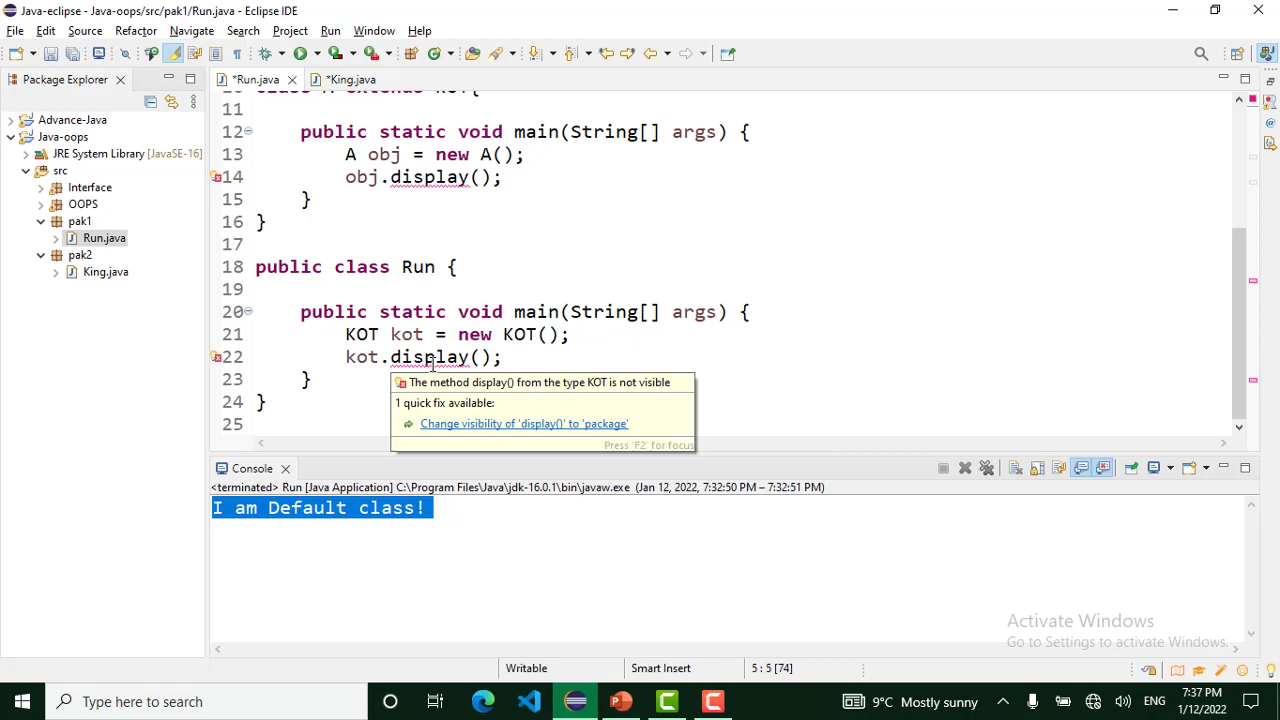 Java-eclipse - Java-oops/src/pak1/Run.java - Eclipse IDE
File Edit Source Refactor Navigate Search Project Run Window Help
Package Explorer
*Run.java
*King.java
Advance-Java
Java-oops
JRE System Library [JavaSE-16]
src
Interface
OOPS
pak1
Run.java
pak2
King.java
11
12 public static void main(String[] args) {
13 A obj = new A();
14 obj.display();
15 }
16 }
17
18 public class Run {
19
20 public static void main(String[] args) {
21 KOT kot = new KOT();
22 kot.display();
23 }
24 }
25
The method display() from the type KOT is not visible
1 quick fix available:
Change visibility of 'display()' to 'package'
Press 'F2' for focus
Console
<terminated> Run [Java Application] C:\Program Files\Java\jdk-16.0.1\bin\javaw.exe (Jan 12, 2022, 7:32:50 PM – 7:32:51 PM)
I am Default class!
Activate Windows
Go to Settings to activate Windows.
Writable
Smart Insert
5 : 5 [74]
Type here to search
9°C Mostly sunny
ENG
7:37 PM
1/12/2022